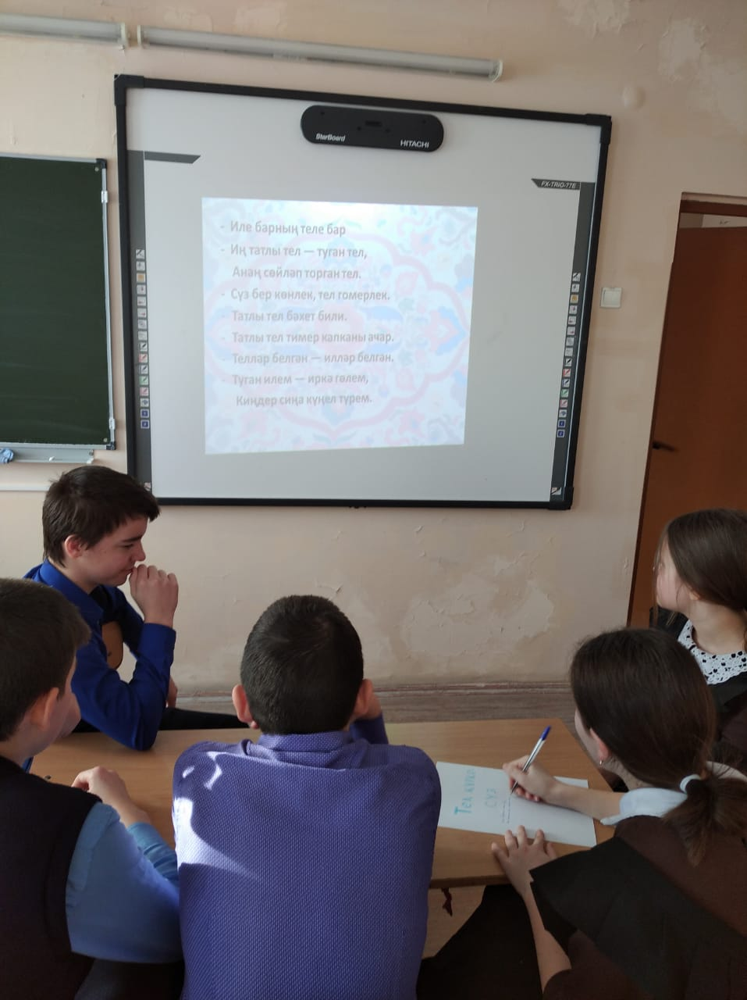 StarBoard
HITACHI
FX-TRIO-77E
- Иле барның теле бар
- Иң татлы тел — туган тел,
Анаң сөйләп торган тел.
- Сүз бер көнлек, тел гомерлек.
- Татлы тел бәхет били.
- Татлы тел тимер капканы ачар.
- Телләр белгән — илләр белгән.
- Туган илем — иркә гөлем,
Киңдер сиңа күңел түрем.
Тел
сүз